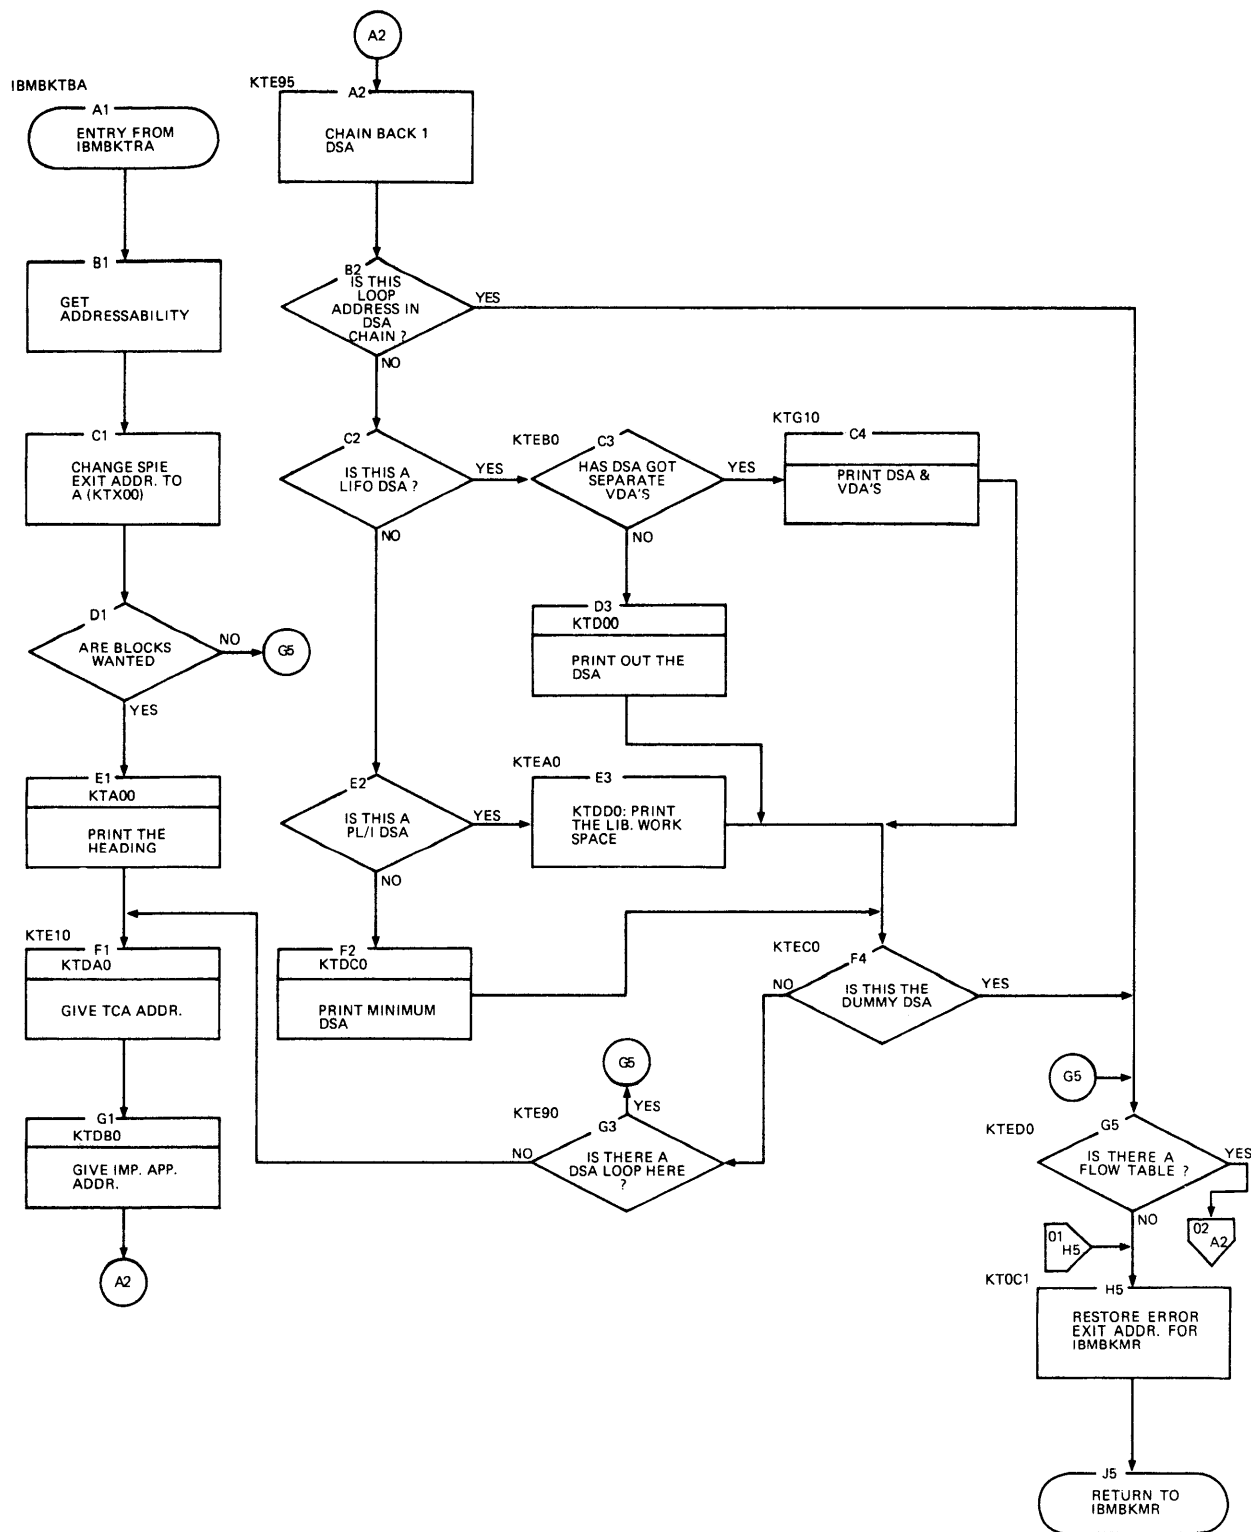 IBMBKTBA
A1
ENTRY FROM
IBMBKTRA
B1
GET
ADDRESSABILITY
C1
CHANGE SPIE
EXIT ADDR. TO
A (KTX00)
D1
ARE BLOCKS
WANTED
NO
G5
YES
E1
KTA00
PRINT THE
HEADING
KTE10
F1
KTDA0
GIVE TCA ADDR.
G1
KTDB0
GIVE IMP. APP.
ADDR.
A2
A2
KTE95
A2
CHAIN BACK 1
DSA
B2
IS THIS
LOOP
ADDRESS IN
DSA
CHAIN ?
YES
NO
C2
IS THIS A
LIFO DSA ?
YES
NO
KTEB0
C3
HAS DSA GOT
SEPARATE
VDA'S
YES
NO
KTG10
C4
PRINT DSA &
VDA'S
D3
KTD00
PRINT OUT THE
DSA
E2
IS THIS A
PL/I DSA
YES
NO
KTEA0
E3
KTDD0: PRINT
THE LIB. WORK
SPACE
F2
KTDC0
PRINT MINIMUM
DSA
KTEC0
F4
IS THIS THE
DUMMY DSA
NO
YES
G5
KTE90
YES
G3
IS THERE A
DSA LOOP HERE
?
NO
G5
KTED0
G5
IS THERE A
FLOW TABLE ?
YES
NO
02
A2
01
H5
KT0C1
H5
RESTORE ERROR
EXIT ADDR. FOR
IBMBKMR
J5
RETURN TO
IBMBKMR